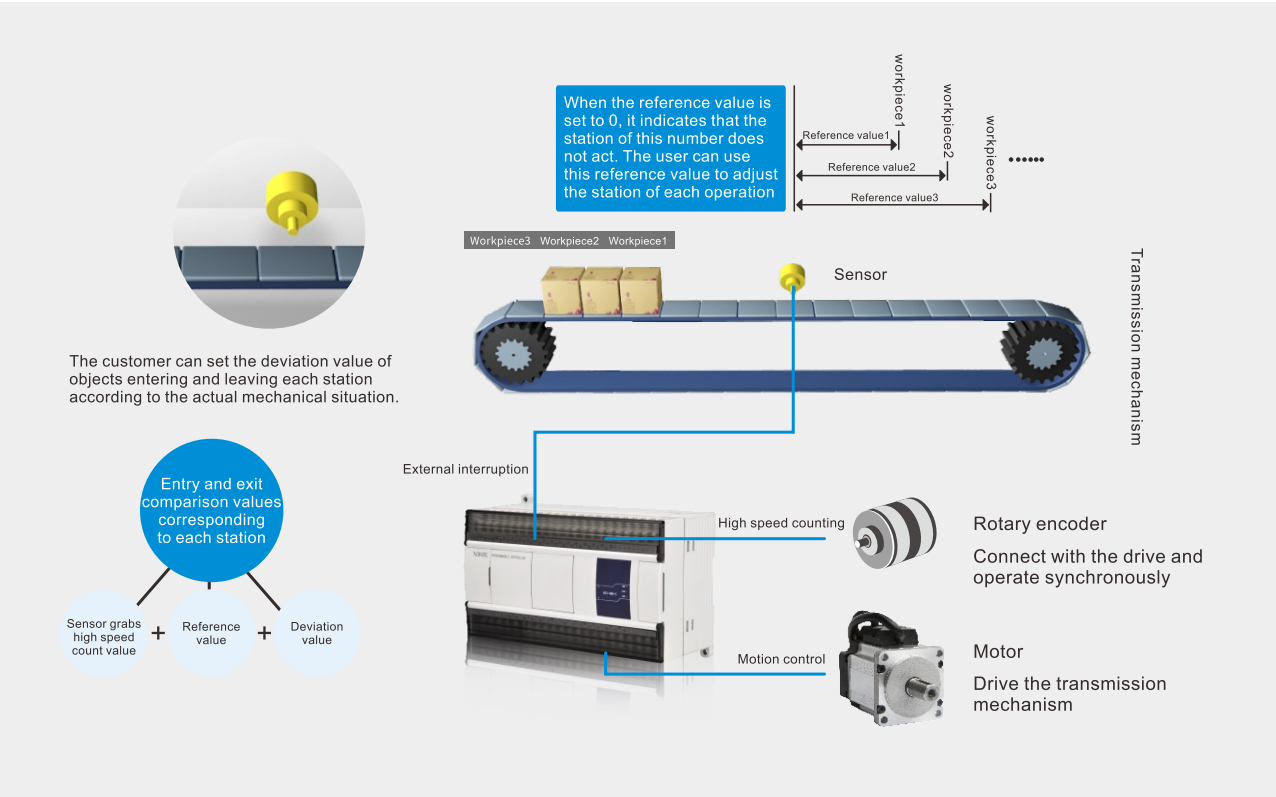 When the reference value is
set to 0, it indicates that the
station of this number does
not act. The user can use
this reference value to adjust
the station of each operation
workpiece1
workpiece2
workpiece3
Reference value1
Reference value2
Reference value3
Workpiece3 Workpiece2 Workpiece1
Sensor
Transmission mechanism
The customer can set the deviation value of
objects entering and leaving each station
according to the actual mechanical situation.
External interruption
Entry and exit
comparison values
corresponding
to each station
Sensor grabs
high speed
count value
+
Reference
value
+
Deviation
value
High speed counting
Rotary encoder
Connect with the drive and
operate synchronously
Motion control
Motor
Drive the transmission
mechanism